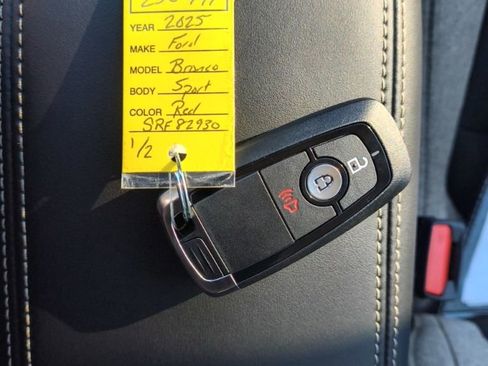 YEAR 2025
MAKE Ford
MODEL Bronco
BODY Sport
COLOR Red
SRF82930
1/2